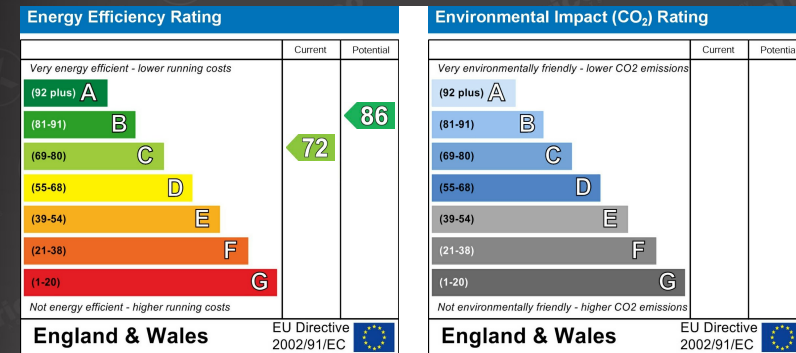 Energy Efficiency Rating
Current Potential
Very energy efficient - lower running costs
(92 plus) A
(81-91) B
86
(69-80) C
72
(55-68) D
(39-54) E
(21-38) F
(1-20) G
Not energy efficient - higher running costs
England & Wales
EU Directive
2002/91/EC
Environmental Impact (CO₂) Rating
Current Potential
Very environmentally friendly - lower CO2 emissions
(92 plus) A
(81-91) B
(69-80) C
(55-68) D
(39-54) E
(21-38) F
(1-20) G
Not environmentally friendly - higher CO2 emissions
England & Wales
EU Directive
2002/91/EC